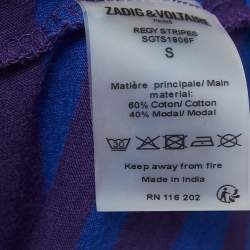 ZADIG & VOLTAIRE
PARIS
REGY STRIPES
SGTS1806F
S
Matière principale/ Main
material:
60% Coton/ Cotton
40% Modal/ Modal
30
Keep away from fire
Made in India
RN 116 202